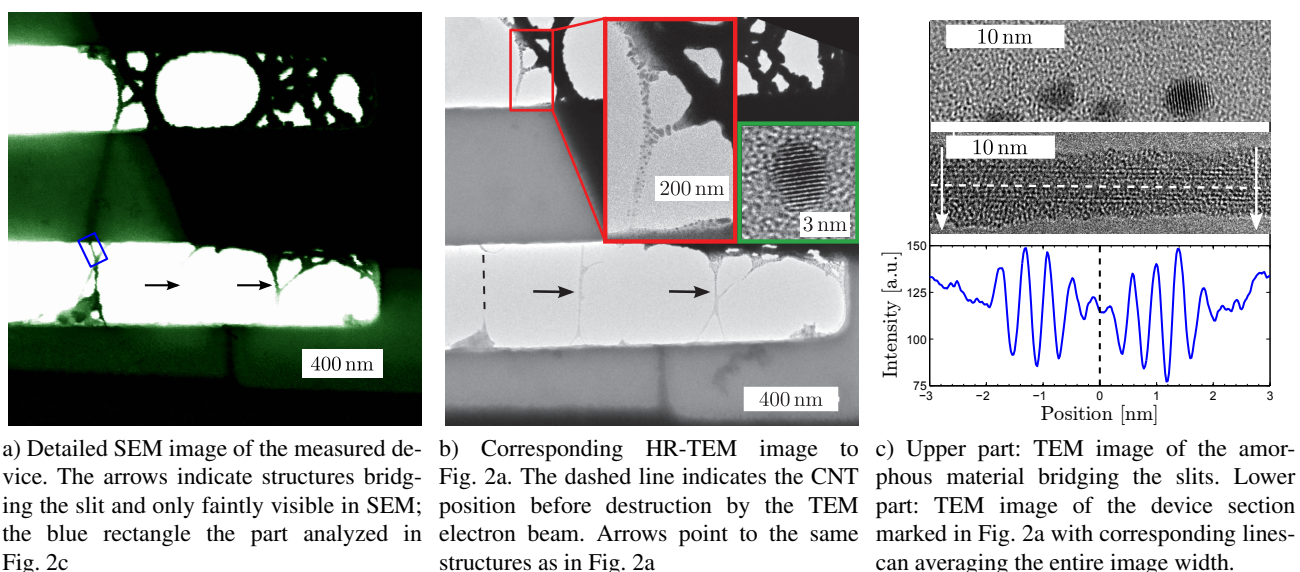 400 nm
a) Detailed SEM image of the measured de-
vice. The arrows indicate structures bridg-
ing the slit and only faintly visible in SEM;
the blue rectangle the part analyzed in
Fig. 2c
200 nm
3 nm
400 nm
b) Corresponding HR-TEM image to
Fig. 2a. The dashed line indicates the CNT
position before destruction by the TEM
electron beam. Arrows point to the same
structures as in Fig. 2a
10 nm
10 nm
Intensity [a.u.]
150
125
100
75
−3 −2 −1 0 1 2 3
Position [nm]
c) Upper part: TEM image of the amor-
phous material bridging the slits. Lower
part: TEM image of the device section
marked in Fig. 2a with corresponding lines-
can averaging the entire image width.